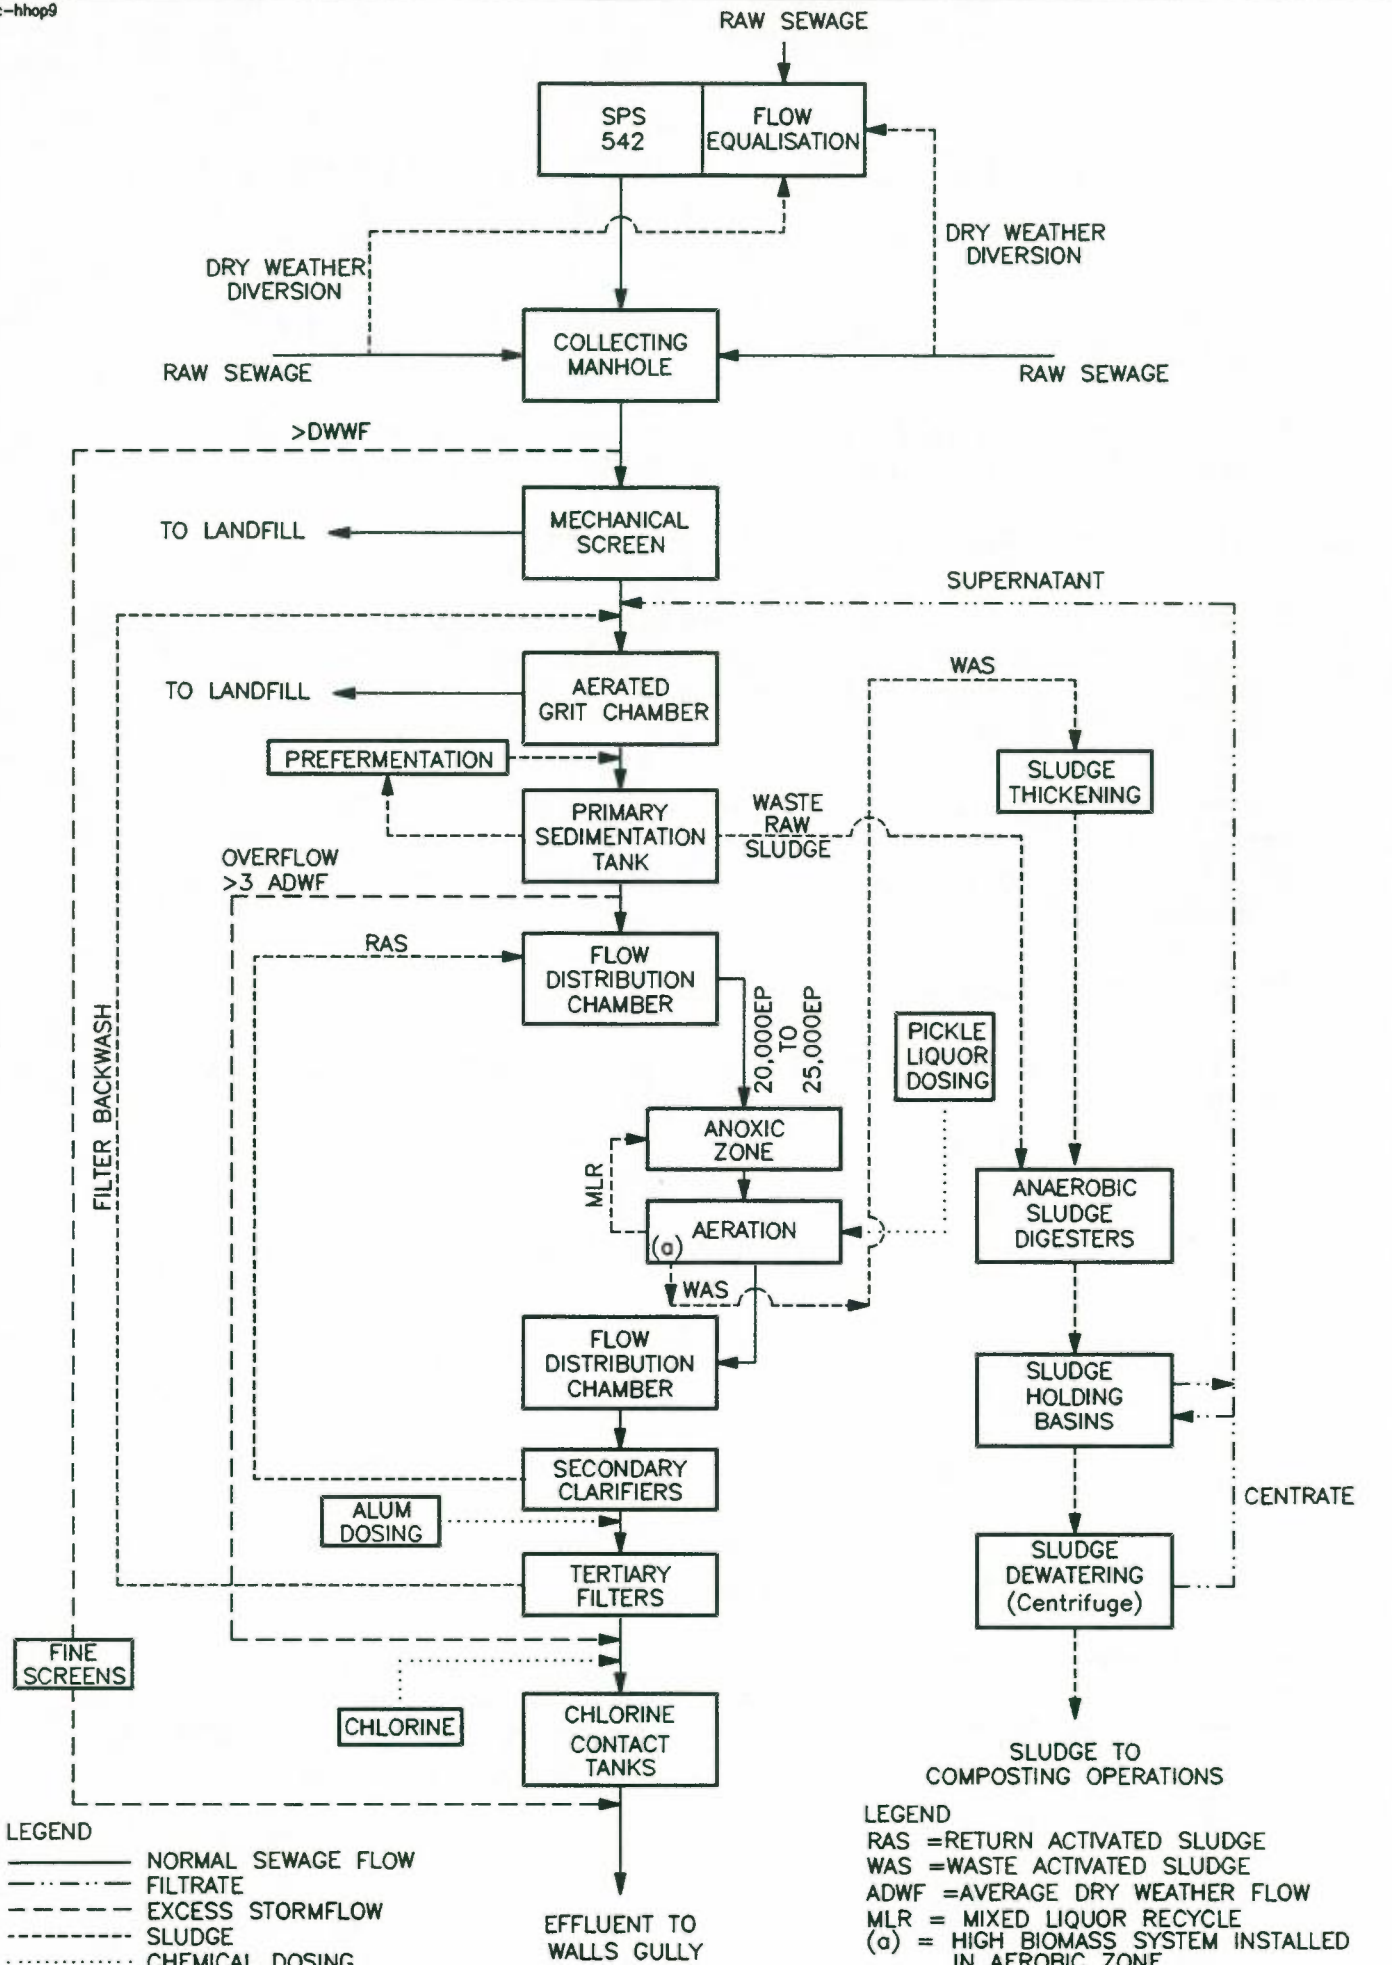 RAW SEWAGE
SPS
542
FLOW
EQUALISATION
DRY WEATHER
DIVERSION
DRY WEATHER
DIVERSION
COLLECTING
MANHOLE
RAW SEWAGE
RAW SEWAGE
>DWWF
MECHANICAL
SCREEN
TO LANDFILL
SUPERNATANT
AERATED
GRIT CHAMBER
TO LANDFILL
WAS
PREFERMENTATION
SLUDGE
THICKENING
PRIMARY
SEDIMENTATION
TANK
WASTE
RAW
SLUDGE
OVERFLOW
>3 ADWF
RAS
FLOW
DISTRIBUTION
CHAMBER
20,000EP
TO
25,000EP
PICKLE
LIQUOR
DOSING
FILTER BACKWASH
ANOXIC
ZONE
MLR
AERATION
(a)
WAS
ANAEROBIC
SLUDGE
DIGESTERS
FLOW
DISTRIBUTION
CHAMBER
SLUDGE
HOLDING
BASINS
SECONDARY
CLARIFIERS
ALUM
DOSING
CENTRATE
TERTIARY
FILTERS
SLUDGE
DEWATERING
(Centrifuge)
FINE
SCREENS
CHLORINE
CHLORINE
CONTACT
TANKS
SLUDGE TO
COMPOSTING OPERATIONS
EFFLUENT TO
WALLS GULLY
LEGEND
NORMAL SEWAGE FLOW
FILTRATE
EXCESS STORMFLOW
SLUDGE
CHEMICAL DOSING
LEGEND
RAS =RETURN ACTIVATED SLUDGE
WAS =WASTE ACTIVATED SLUDGE
ADWF =AVERAGE DRY WEATHER FLOW
MLR = MIXED LIQUOR RECYCLE
(a) = HIGH BIOMASS SYSTEM INSTALLED
IN AEROBIC ZONE